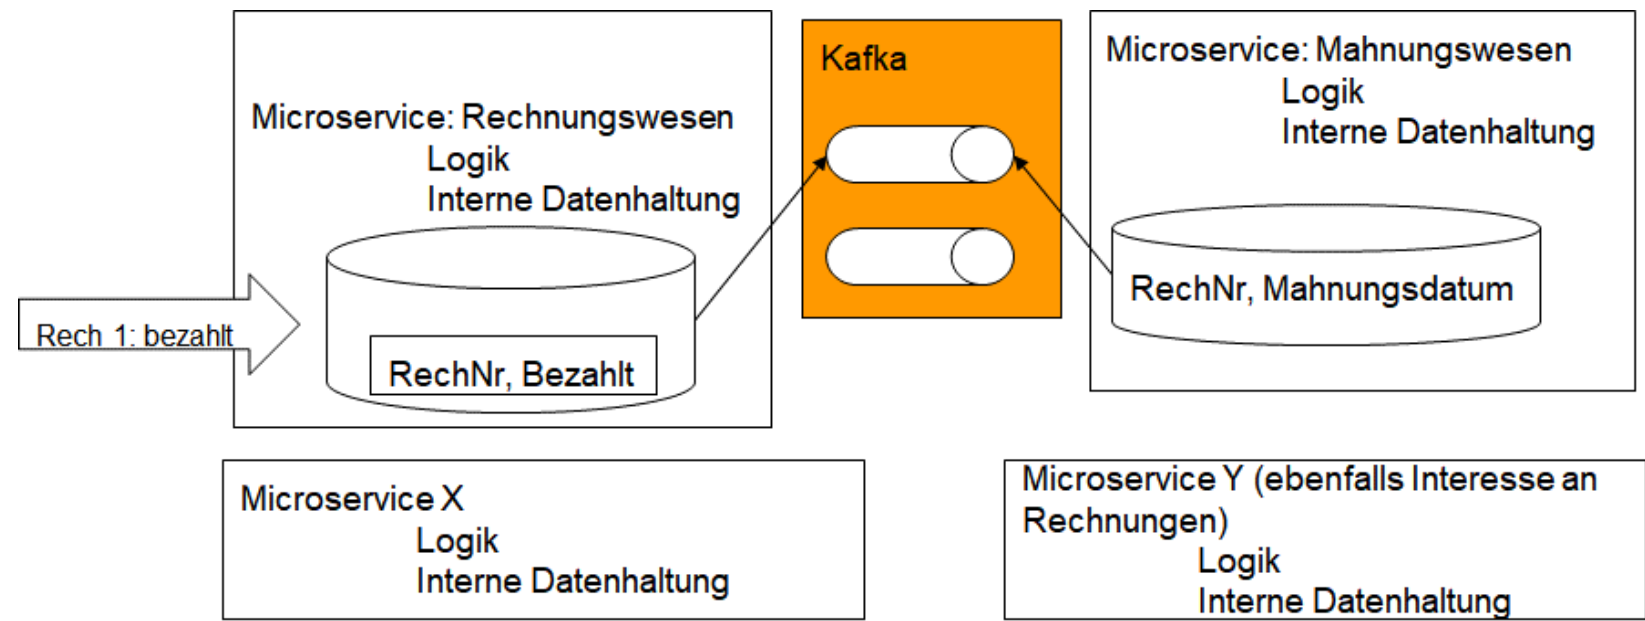 Microservice: Rechnungswesen
Logik
Interne Datenhaltung
Rech 1: bezahlt
RechNr, Bezahlt
Kafka
Microservice: Mahnungswesen
Logik
Interne Datenhaltung
RechNr, Mahnungsdatum
Microservice X
Logik
Interne Datenhaltung
Microservice Y (ebenfalls Interesse an
Rechnungen)
Logik
Interne Datenhaltung